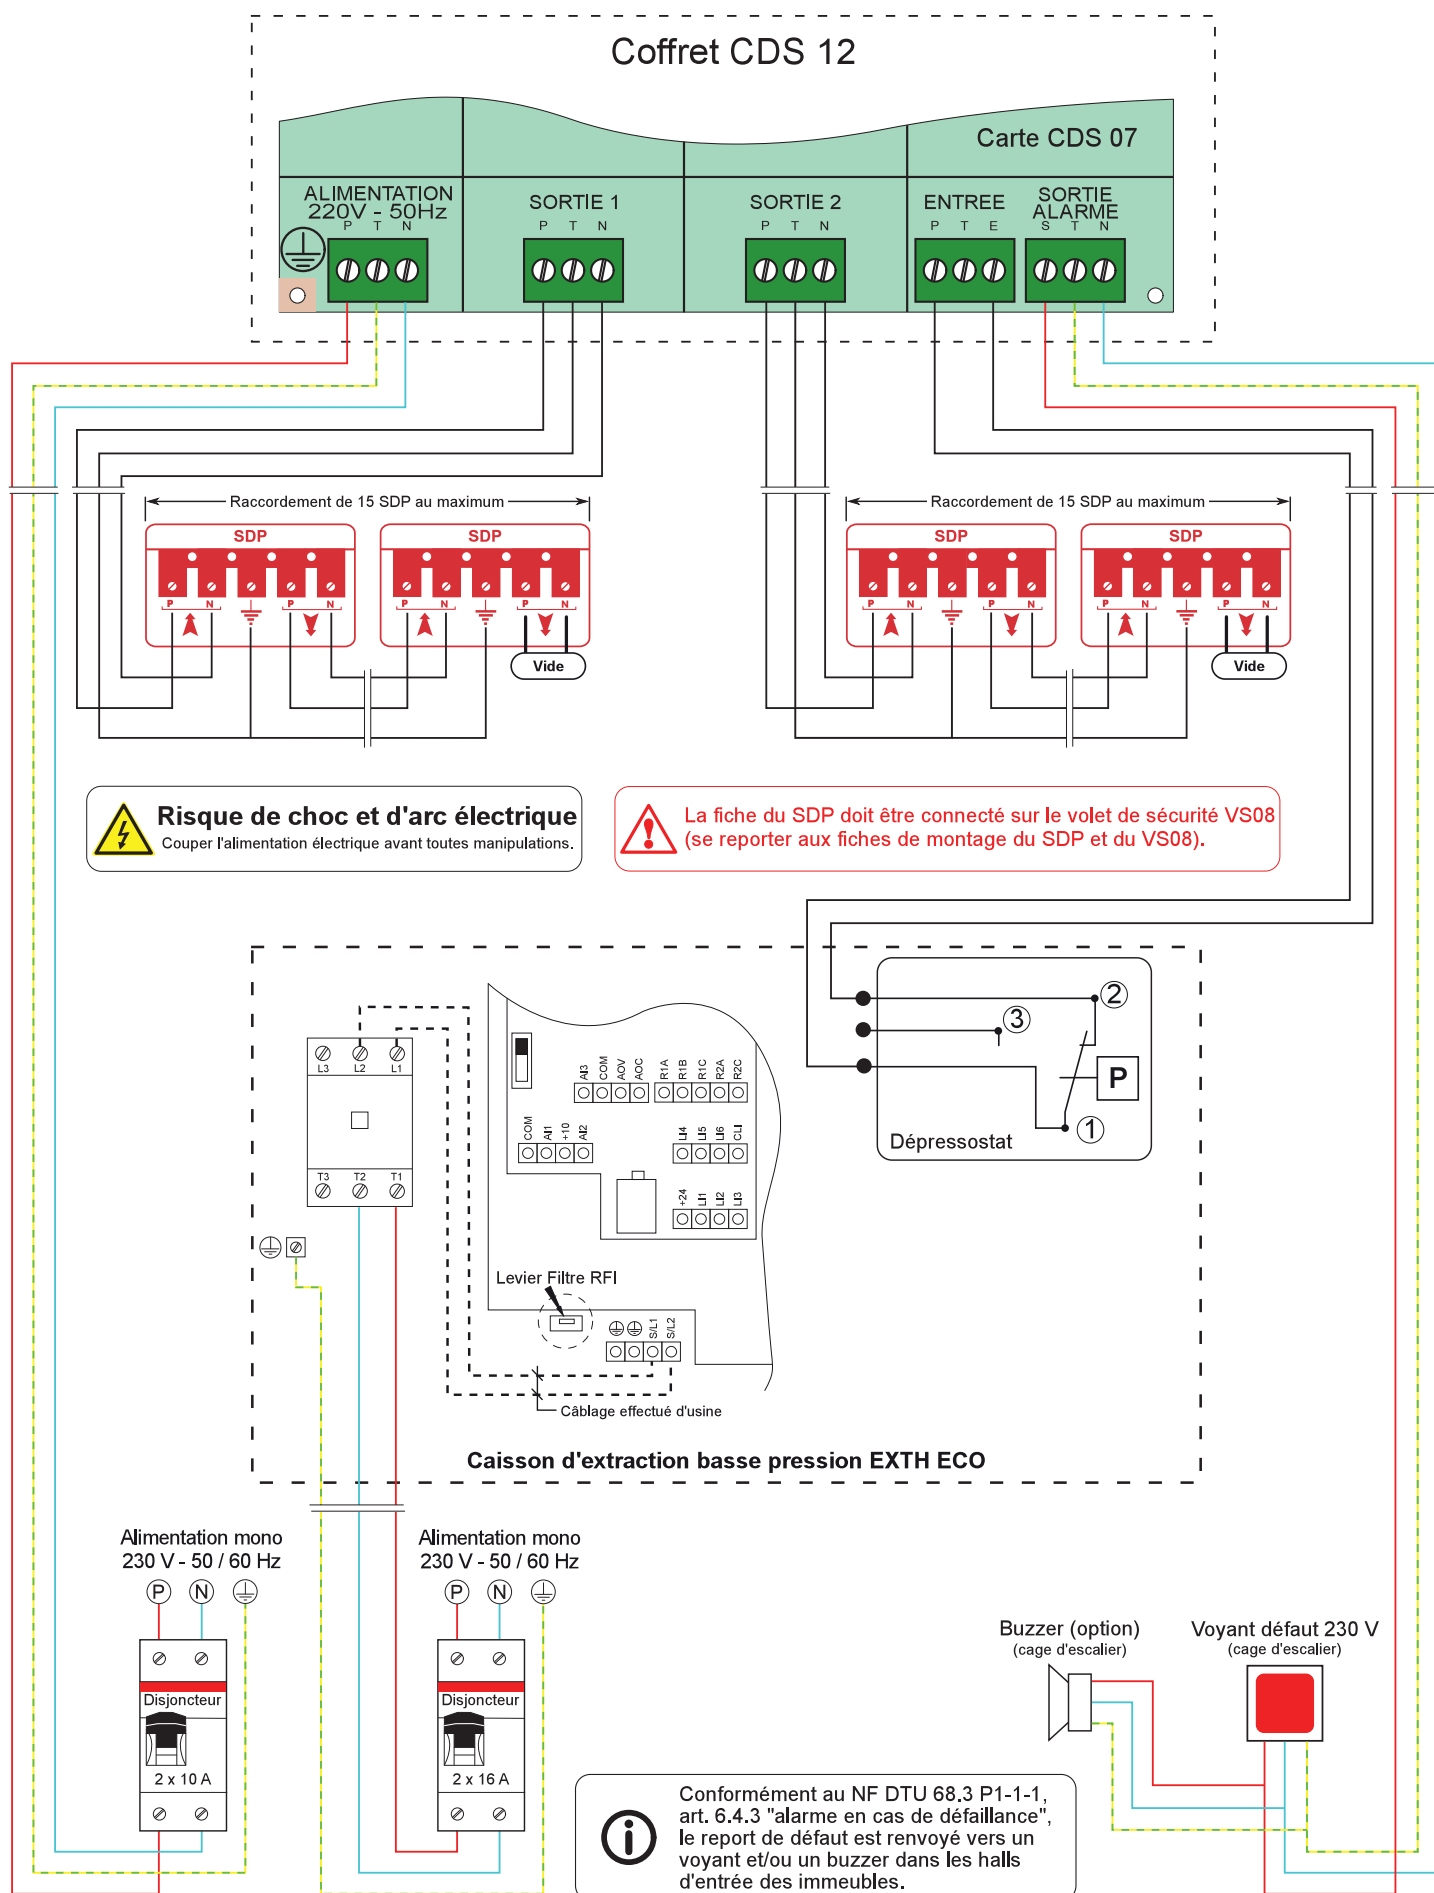 Coffret CDS 12
Carte CDS 07
ALIMENTATION
220V - 50Hz
P T N
SORTIE 1
P T N
SORTIE 2
P T N
ENTREE
P T E
SORTIE
ALARME
S T N
Raccordement de 15 SDP au maximum
SDP
P N P N
SDP
P N P N
Vide
Raccordement de 15 SDP au maximum
SDP
P N P N
SDP
P N P N
Vide
Risque de choc et d'arc électrique
Couper l'alimentation électrique avant toutes manipulations.
La fiche du SDP doit être connecté sur le volet de sécurité VS08
(se reporter aux fiches de montage du SDP et du VS08).
L3 L2 L1
T3 T2 T1
AI3 COM AOV AOC
R1A R1B R1C R2A R2C
COM AI1 +10 AI2
LI4 LI5 LI6 CLI
+24 LI1 LI2 LI3
Levier Filtre RFI
S/L1 S/L2
Câblage effectué d'usine
2
3
P
1
Dépressostat
Caisson d'extraction basse pression EXTH ECO
Alimentation mono
230 V - 50 / 60 Hz
P N
Disjoncteur
2 x 10 A
Alimentation mono
230 V - 50 / 60 Hz
P N
Disjoncteur
2 x 16 A
Buzzer (option)
(cage d'escalier)
Voyant défaut 230 V
(cage d'escalier)
i
Conformément au NF DTU 68.3 P1-1-1,
art. 6.4.3 "alarme en cas de défaillance",
le report de défaut est renvoyé vers un
voyant et/ou un buzzer dans les halls
d'entrée des immeubles.